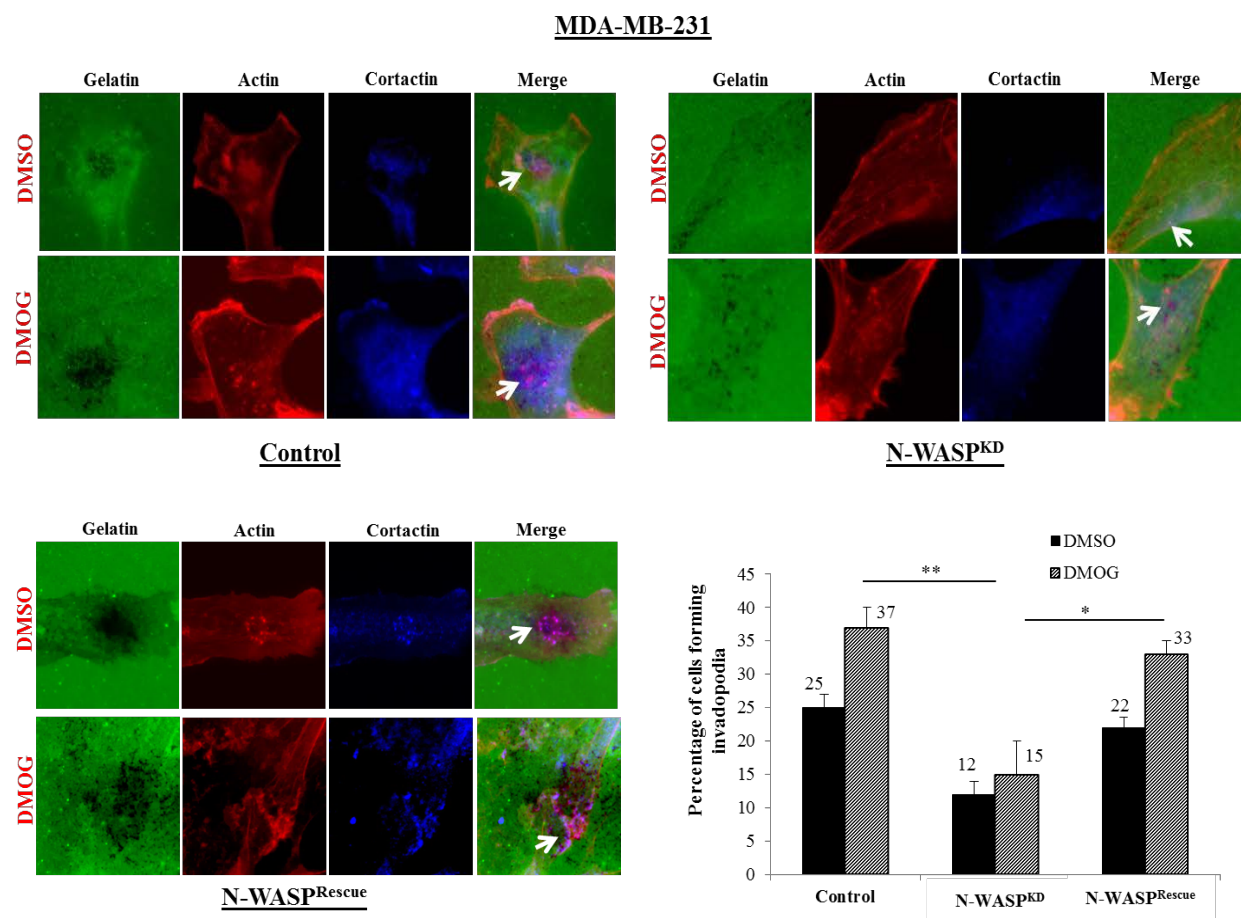 MDA-MB-231
Gelatin Actin Cortactin Merge
DMSO
DMOG
Control
Gelatin Actin Cortactin Merge
DMSO
DMOG
N-WASPKD
Gelatin Actin Cortactin Merge
DMSO
DMOG
N-WASPRescue
DMSO
DMOG
Percentage of cells forming
invadopodia
45
40
35
30
25
20
15
10
5
0
**
*
25
37
12
15
22
33
Control
N-WASPKD
N-WASPRescue